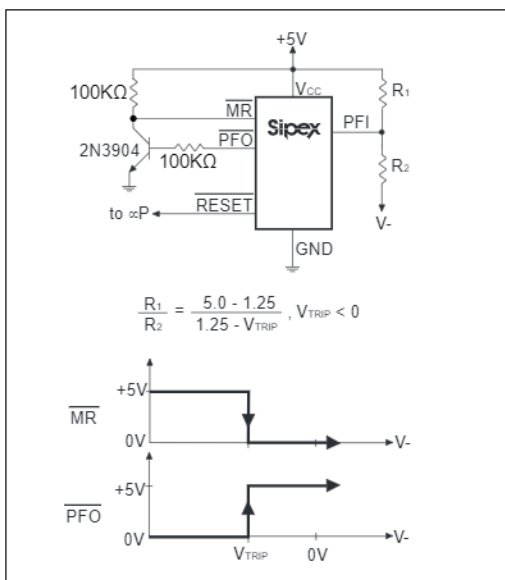 +5V
100KΩ
VCC
R1
MR
Sipex
PFI
PFO
2N3904
100KΩ
R2
to ∝P
RESET
V-
GND
R1 / R2 = 5.0 - 1.25 / 1.25 - VTRIP , VTRIP < 0
+5V
MR
0V
V-
+5V
PFO
0V
V-
VTRIP
0V